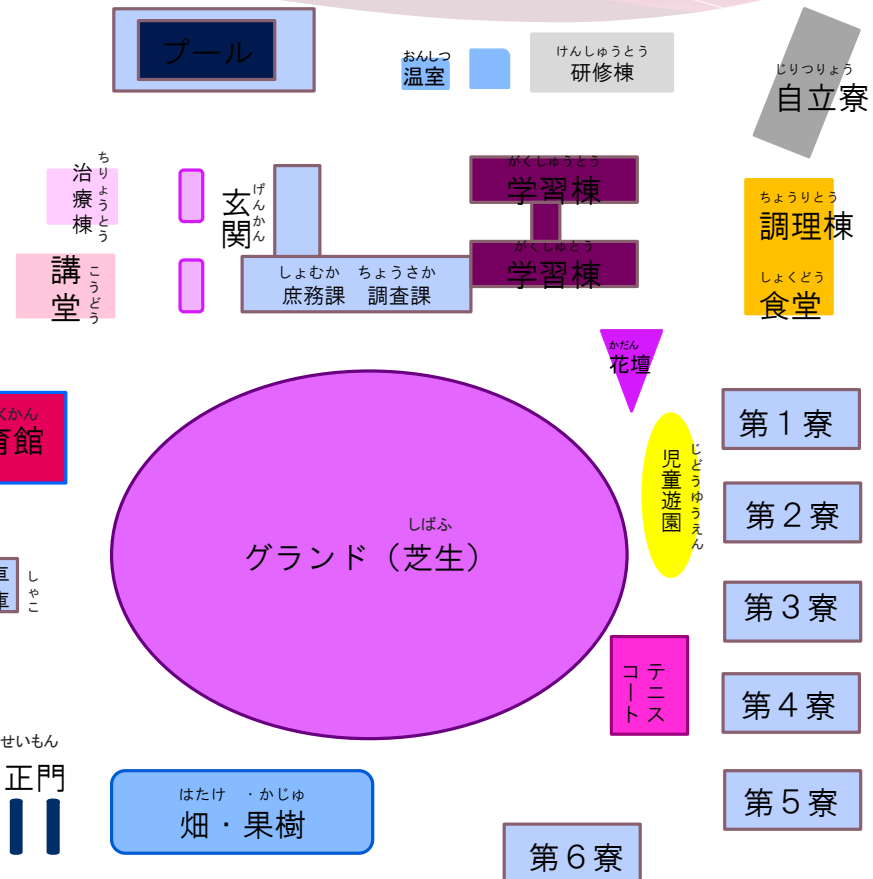 プール
おんしつ
温室
けんしゅうとう
研修棟
じりつりょう
自立寮
ちりょうとう
治療棟
げんかん
玄関
がくしゅうとう
学習棟
ちょうりとう
調理棟
こうどう
講堂
しょむか ちょうさか
庶務課 調査課
がくしゅとう
学習棟
しょくどう
食堂
かだん
花壇
くかん
育館
第1寮
じどうゆうえん
児童遊園
第2寮
しばふ
グランド(芝生)
しゃこ
車庫
第3寮
テニス
コート
第4寮
せいもん
正門
はたけ ・かじゅ
畑・果樹
第5寮
第6寮